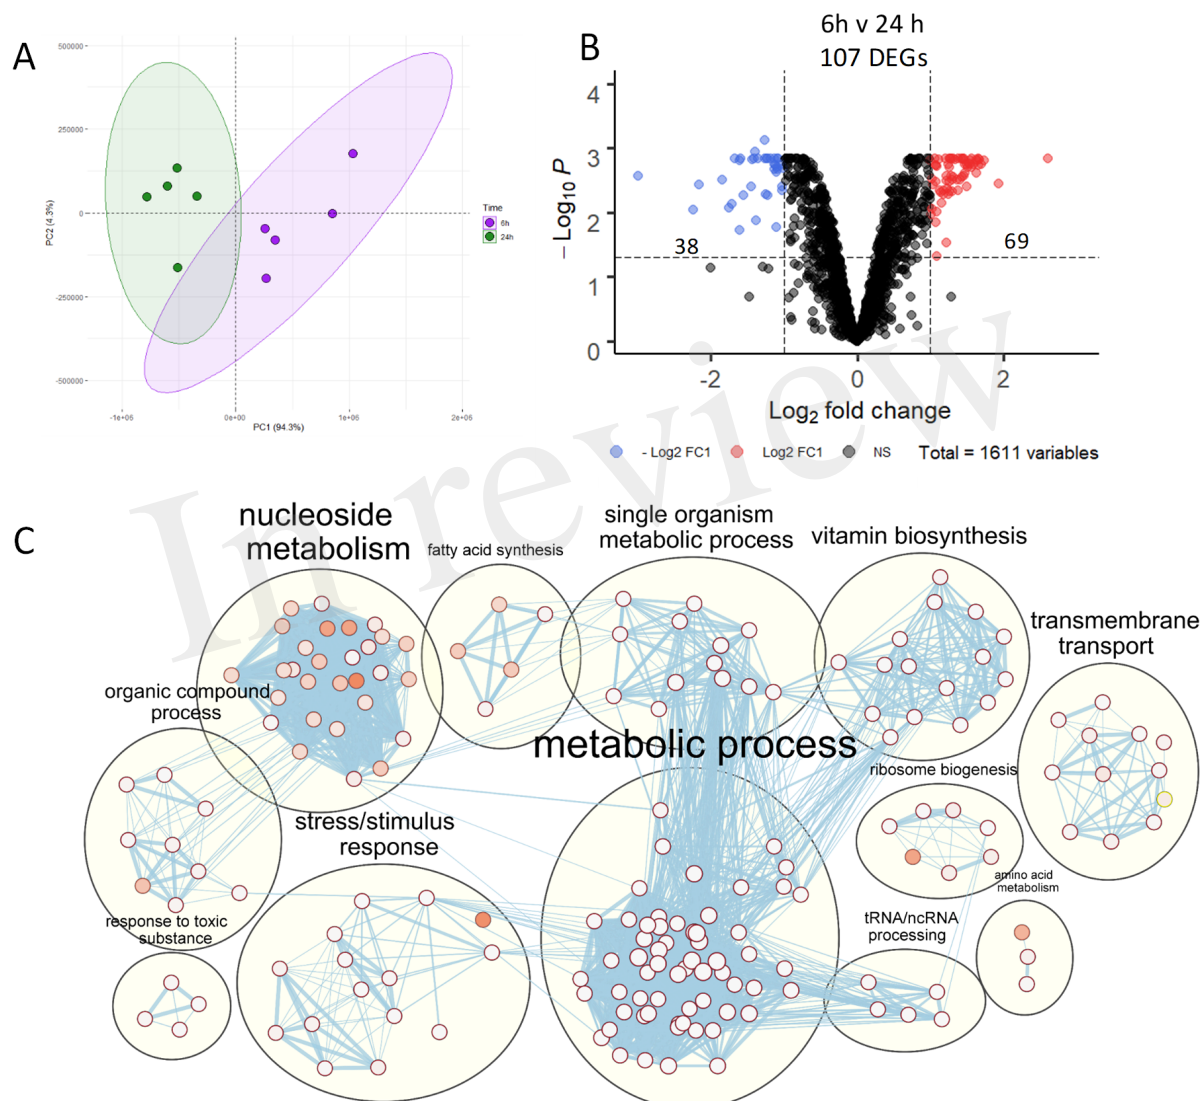 A
500000
250000
0
-250000
-500000
PC2 (4.3%)
-1e+06
0e+00
1e+06
2e+06
PC1 (94.3%)
Time
6h
24h
B
6h v 24 h
107 DEGs
4
3
2
1
0
– Log10 P
38
69
-2
0
2
Log2 fold change
- Log2 FC1
Log2 FC1
NS
Total = 1611 variables
In review
C
nucleoside
metabolism
fatty acid synthesis
single organism
metabolic process
vitamin biosynthesis
transmembrane
transport
organic compound
process
metabolic process
ribosome biogenesis
stress/stimulus
response
amino acid
metabolism
response to toxic
substance
tRNA/ncRNA
processing